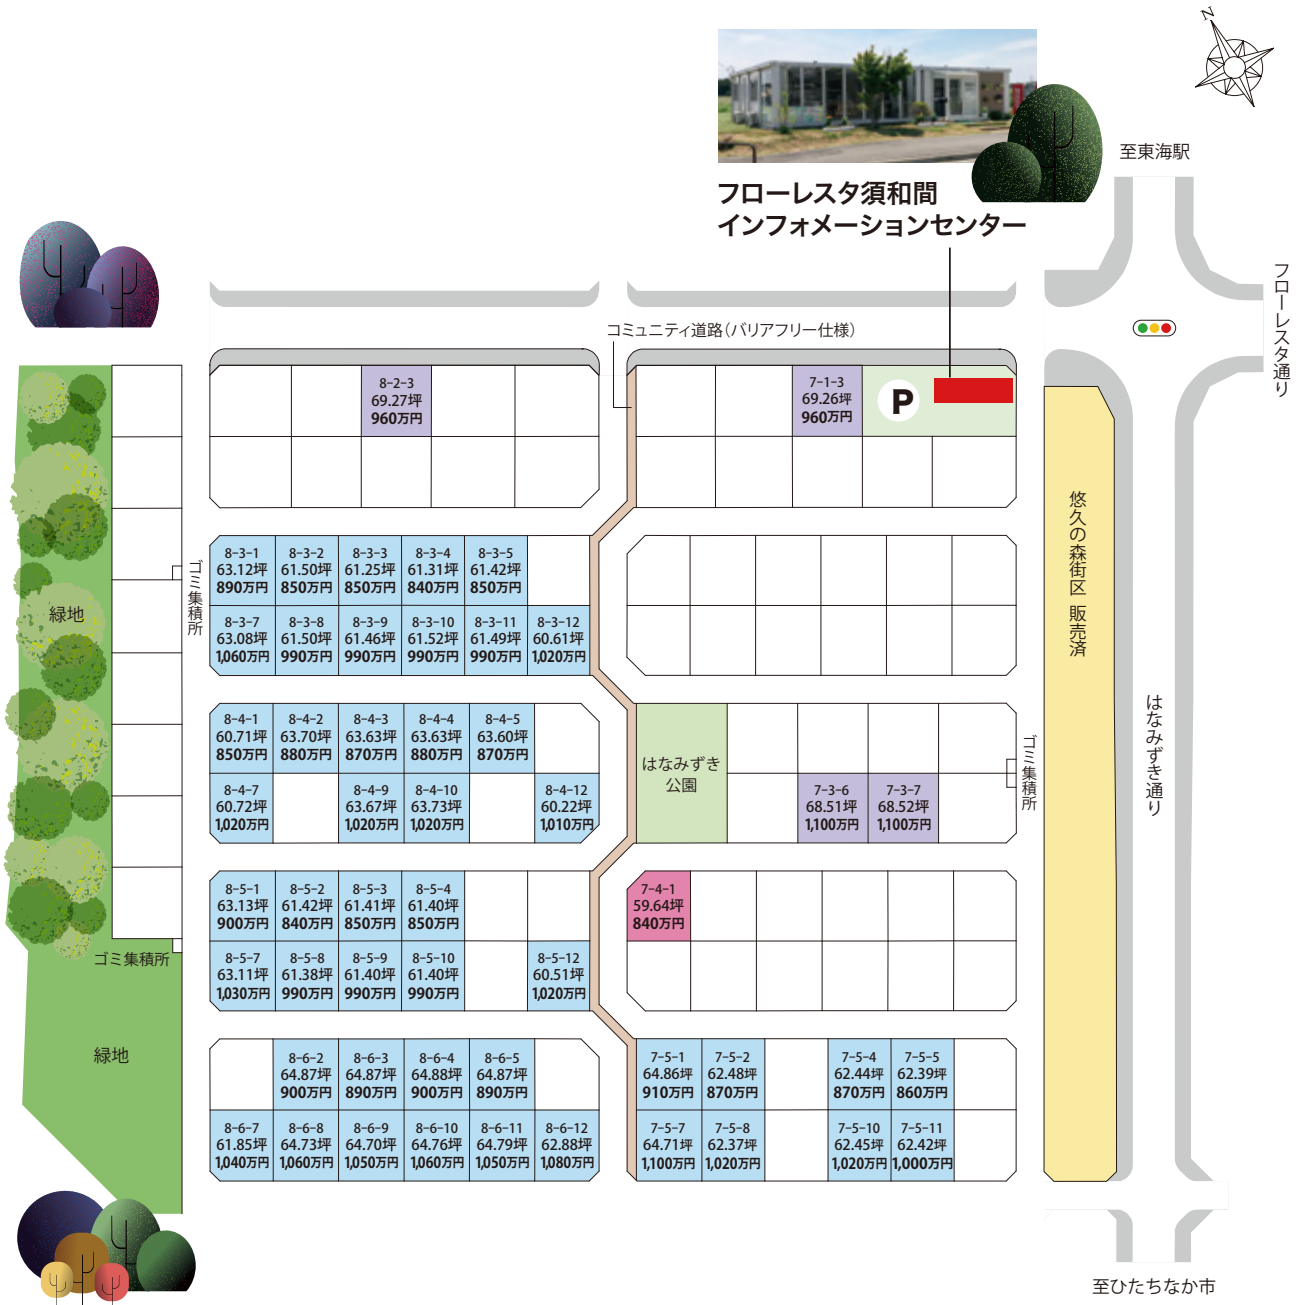 N
至東海駅
フローレスタ須和間
インフォメーションセンター
フローレスタ通り
コミュニティ道路(バリアフリー仕様)
8-2-3
69.27坪
960万円
7-1-3
69.26坪
960万円
P
悠久の森街区 販売済
8-3-1
63.12坪
890万円
8-3-2
61.50坪
850万円
8-3-3
61.25坪
850万円
8-3-4
61.31坪
840万円
8-3-5
61.42坪
850万円
ゴミ集積所
緑地
8-3-7
63.08坪
1,060万円
8-3-8
61.50坪
990万円
8-3-9
61.46坪
990万円
8-3-10
61.52坪
990万円
8-3-11
61.49坪
990万円
8-3-12
60.61坪
1,020万円
8-4-1
60.71坪
850万円
8-4-2
63.70坪
880万円
8-4-3
63.63坪
870万円
8-4-4
63.63坪
880万円
8-4-5
63.60坪
870万円
はなみずき
公園
ゴミ集積所
はなみずき通り
8-4-7
60.72坪
1,020万円
8-4-9
63.67坪
1,020万円
8-4-10
63.73坪
1,020万円
8-4-12
60.22坪
1,010万円
7-3-6
68.51坪
1,100万円
7-3-7
68.52坪
1,100万円
8-5-1
63.13坪
900万円
8-5-2
61.42坪
840万円
8-5-3
61.41坪
850万円
8-5-4
61.40坪
850万円
7-4-1
59.64坪
840万円
ゴミ集積所
8-5-7
63.11坪
1,030万円
8-5-8
61.38坪
990万円
8-5-9
61.40坪
990万円
8-5-10
61.40坪
990万円
8-5-12
60.51坪
1,020万円
緑地
8-6-2
64.87坪
900万円
8-6-3
64.87坪
890万円
8-6-4
64.88坪
900万円
8-6-5
64.87坪
890万円
7-5-1
64.86坪
910万円
7-5-2
62.48坪
870万円
7-5-4
62.44坪
870万円
7-5-5
62.39坪
860万円
8-6-7
61.85坪
1,040万円
8-6-8
64.73坪
1,060万円
8-6-9
64.70坪
1,050万円
8-6-10
64.76坪
1,060万円
8-6-11
64.79坪
1,050万円
8-6-12
62.88坪
1,080万円
7-5-7
64.71坪
1,100万円
7-5-8
62.37坪
1,020万円
7-5-10
62.45坪
1,020万円
7-5-11
62.42坪
1,000万円
至ひたちなか市